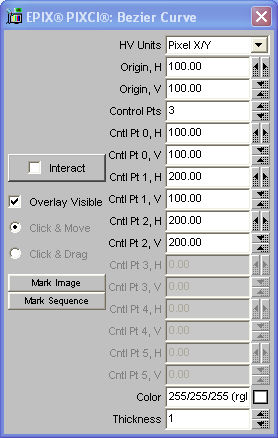 EPIX® PIXCI®: Bezier Curve
HV Units Pixel X/Y
Origin, H 100.00
Origin, V 100.00
Control Pts 3
Cntl Pt 0, H 100.00
Cntl Pt 0, V 100.00
Interact
Cntl Pt 1, H 200.00
Overlay Visible
Cntl Pt 1, V 100.00
Click & Move
Cntl Pt 2, H 200.00
Cntl Pt 2, V 200.00
Click & Drag
Cntl Pt 3, H 0.00
Mark Image
Cntl Pt 3, V 0.00
Mark Sequence
Cntl Pt 4, H 0.00
Cntl Pt 4, V 0.00
Cntl Pt 5, H 0.00
Cntl Pt 5, V 0.00
Color 255/255/255 (rgl
Thickness 1